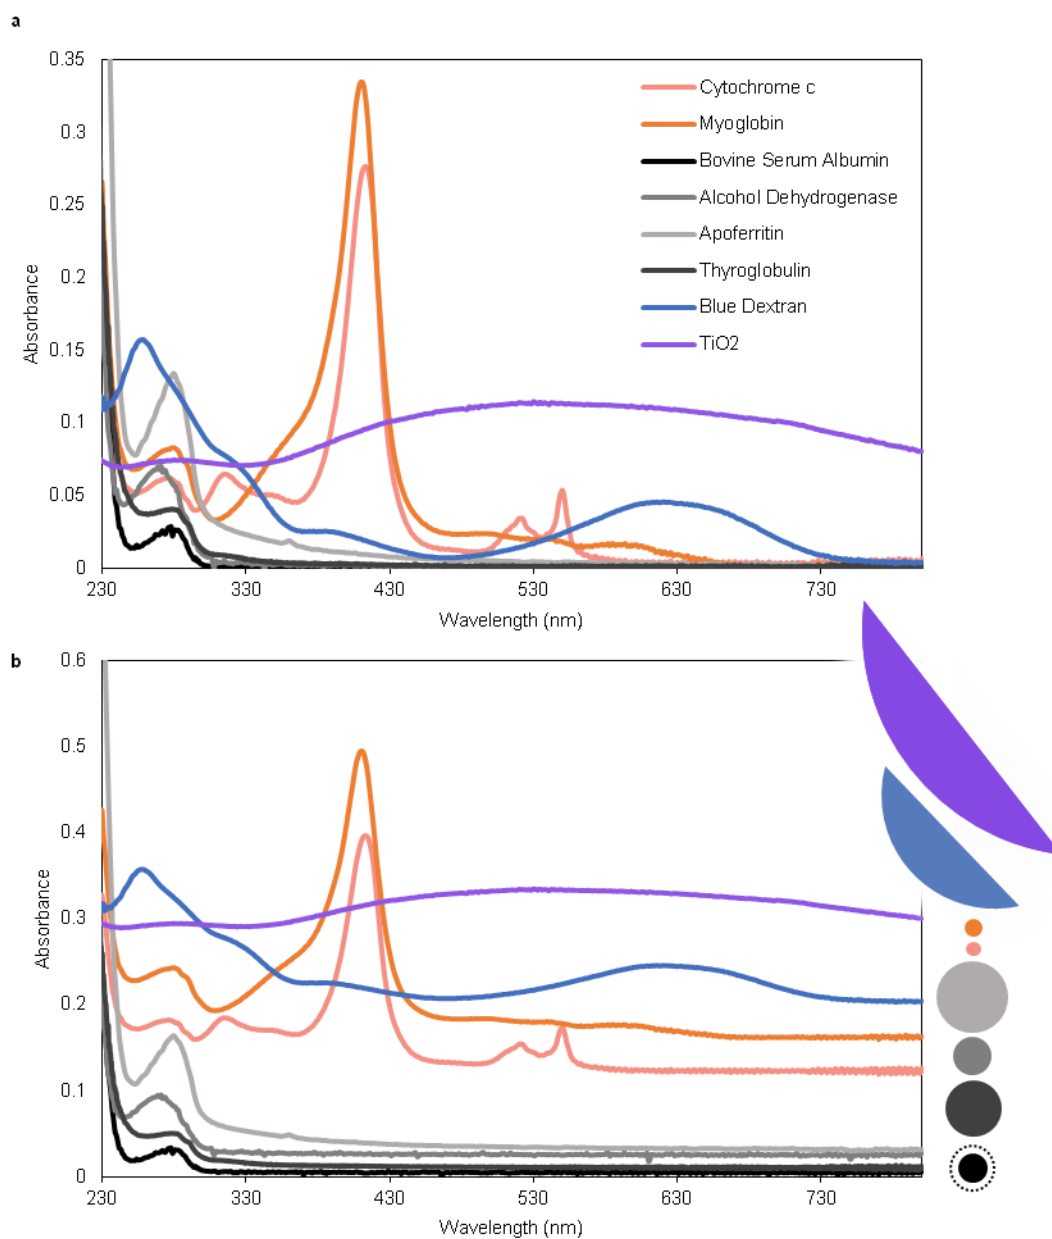 a
0.35
0.3
0.25
0.2
0.15
0.1
0.05
0
Absorbance
Cytochrome c
Myoglobin
Bovine Serum Albumin
Alcohol Dehydrogenase
Apoferritin
Thyroglobulin
Blue Dextran
TiO2
230 330 430 530 630 730
Wavelength (nm)
b
0.6
0.5
0.4
0.3
0.2
0.1
0
Absorbance
230 330 430 530 630 730
Wavelength (nm)